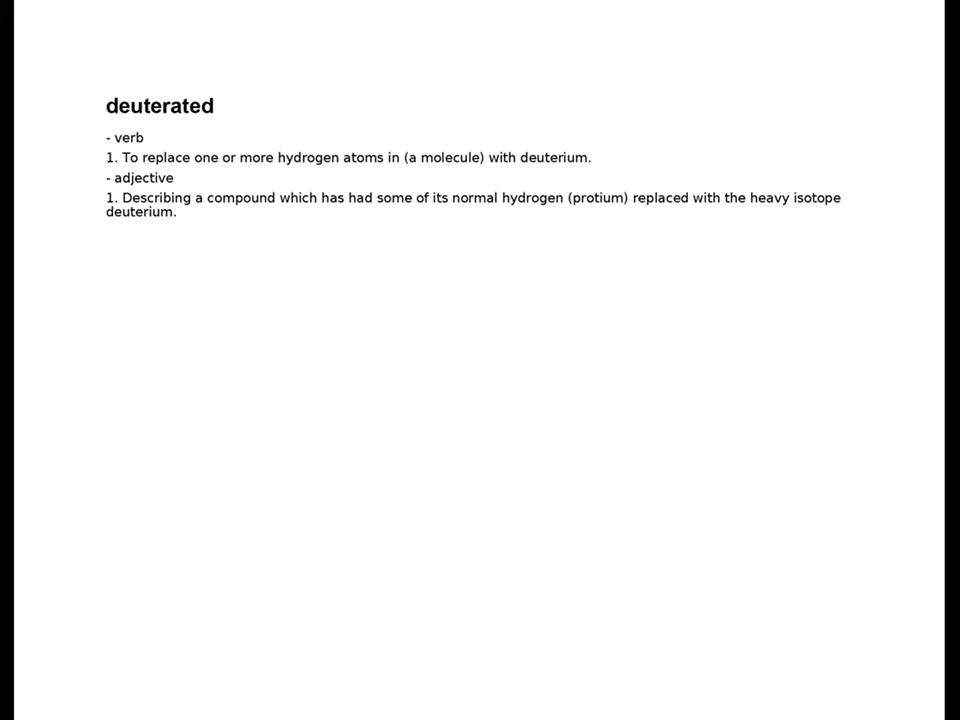 deuterated
- verb
1. To replace one or more hydrogen atoms in (a molecule) with deuterium.
- adjective
1. Describing a compound which has had some of its normal hydrogen (protium) replaced with the heavy isotope
deuterium.